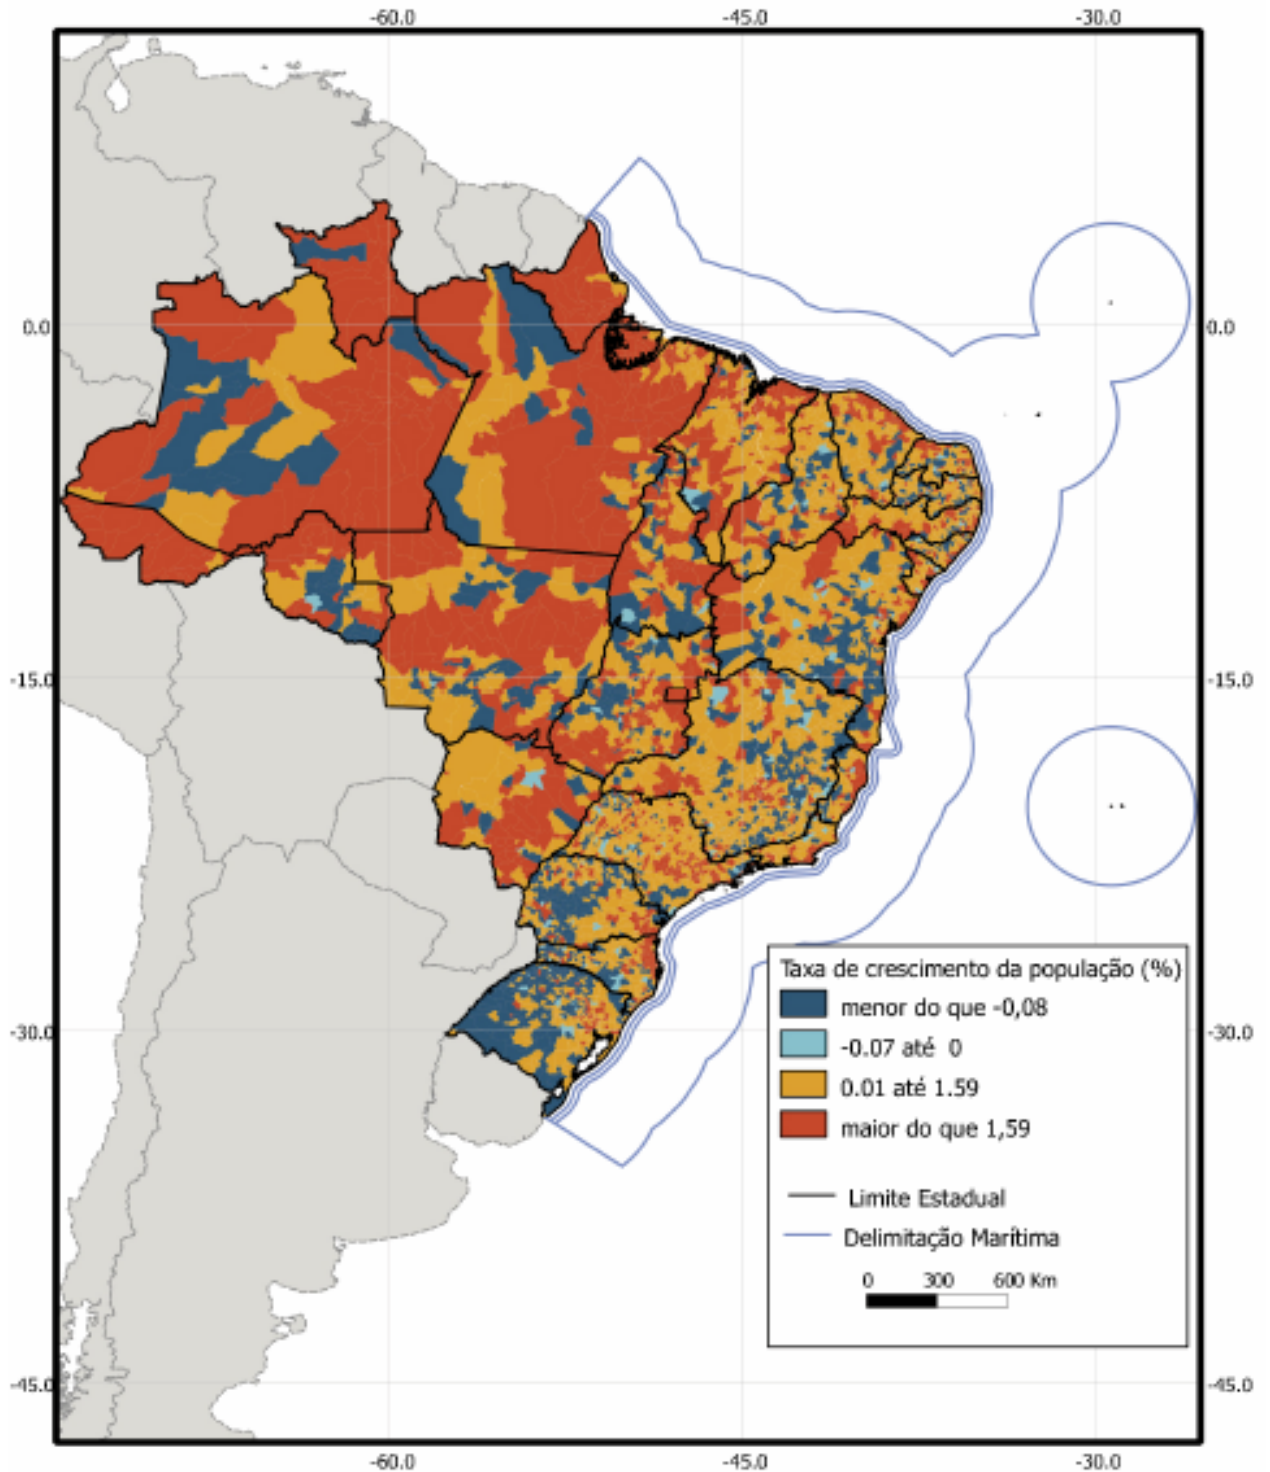 -60.0 -45.0 -30.0
0.0 0.0
-15.0 -15.0
Taxa de crescimento da população (%)
menor do que -0,08
-0.07 até 0
-30.0 -30.0
0.01 até 1.59
maior do que 1,59
Limite Estadual
Delimitação Marítima
0 300 600 Km
-45.0 -45.0
-60.0 -45.0 -30.0